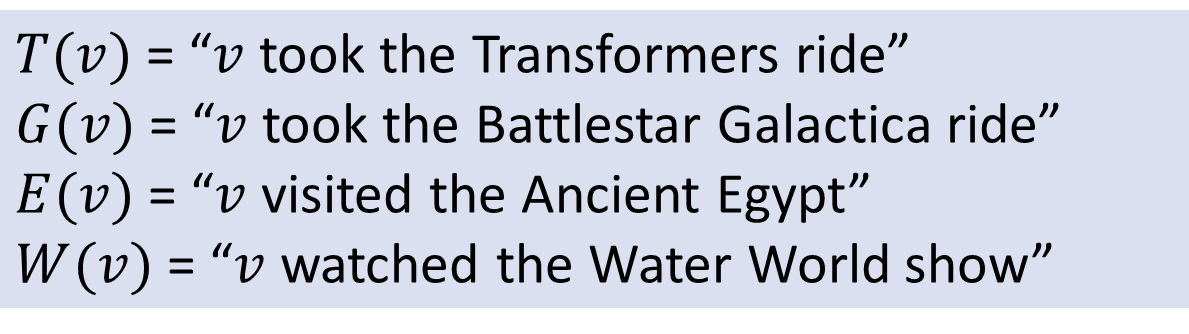 𝑇(𝑣) = “𝑣 took the Transformers ride”
𝐺(𝑣) = “𝑣 took the Battlestar Galactica ride”
𝐸(𝑣) = “𝑣 visited the Ancient Egypt”
𝑊(𝑣) = “𝑣 watched the Water World show”